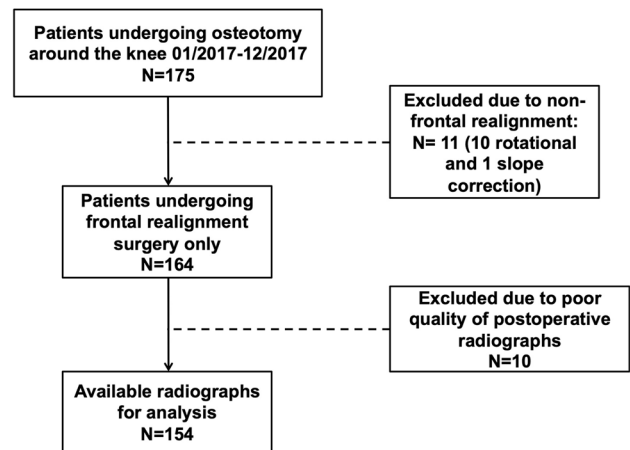 Patients undergoing osteotomy
around the knee 01/2017-12/2017
N=175
Excluded due to non-
frontal realignment:
N= 11 (10 rotational
and 1 slope
correction)
Patients undergoing
frontal realignment
surgery only
N=164
Excluded due to poor
quality of postoperative
radiographs
N=10
Available radiographs
for analysis
N=154